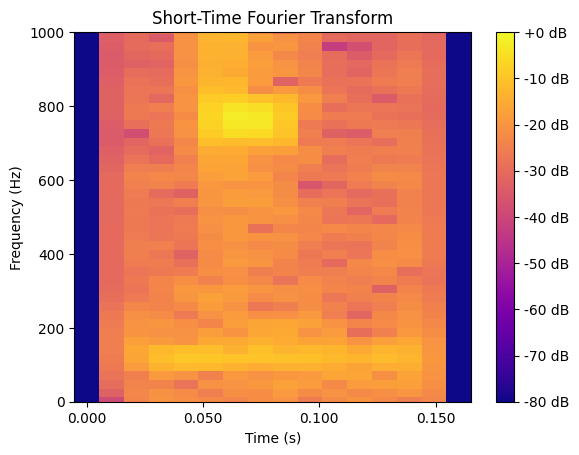 Short-Time Fourier Transform
Frequency (Hz)
1000
800
600
400
200
0
0.000
0.050
0.100
0.150
Time (s)
+0 dB
-10 dB
-20 dB
-30 dB
-40 dB
-50 dB
-60 dB
-70 dB
-80 dB